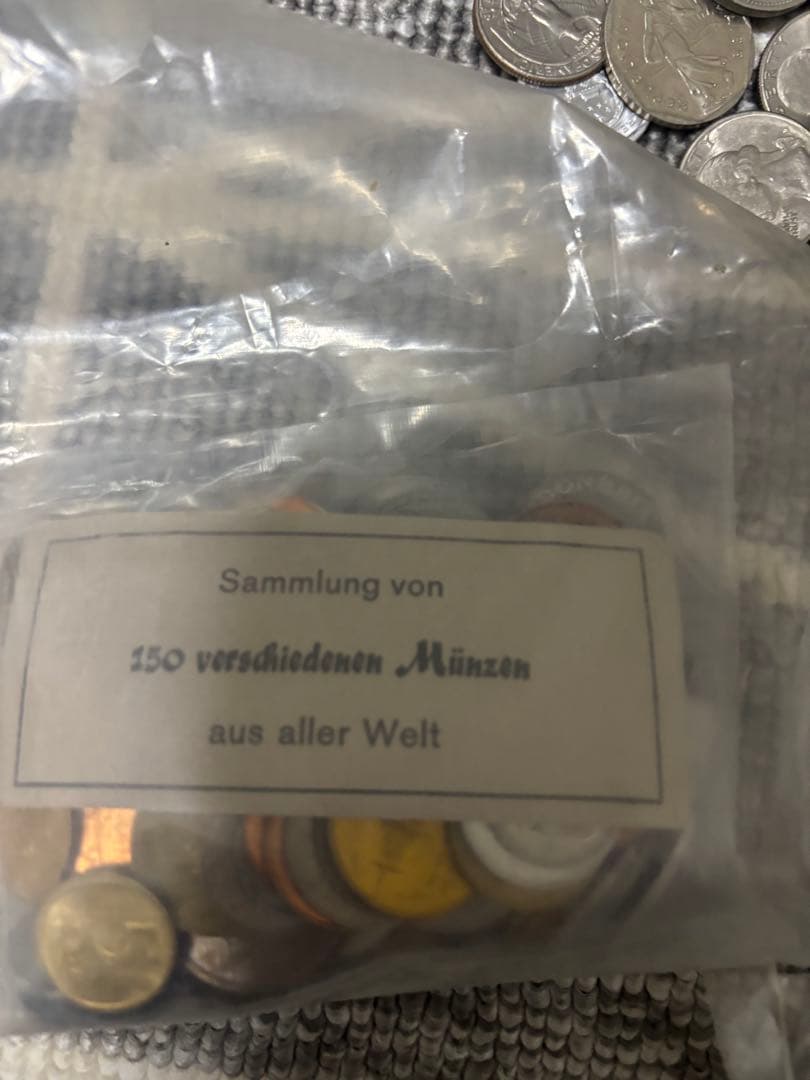 Sammlung von
150 verschiedenen Münzen
aus aller Welt